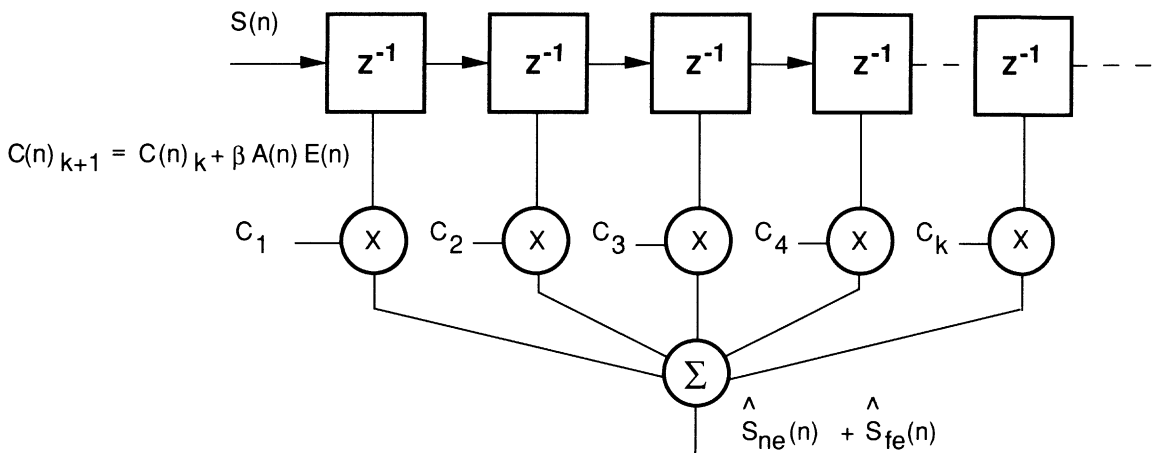 S(n)
z⁻¹ z⁻¹ z⁻¹ z⁻¹ z⁻¹
C(n)ₖ₊₁ = C(n)ₖ + β A(n) E(n)
C₁ X C₂ X C₃ X C₄ X Cₖ X
Σ
Ŝₙₑ(n) + Ŝfe(n)